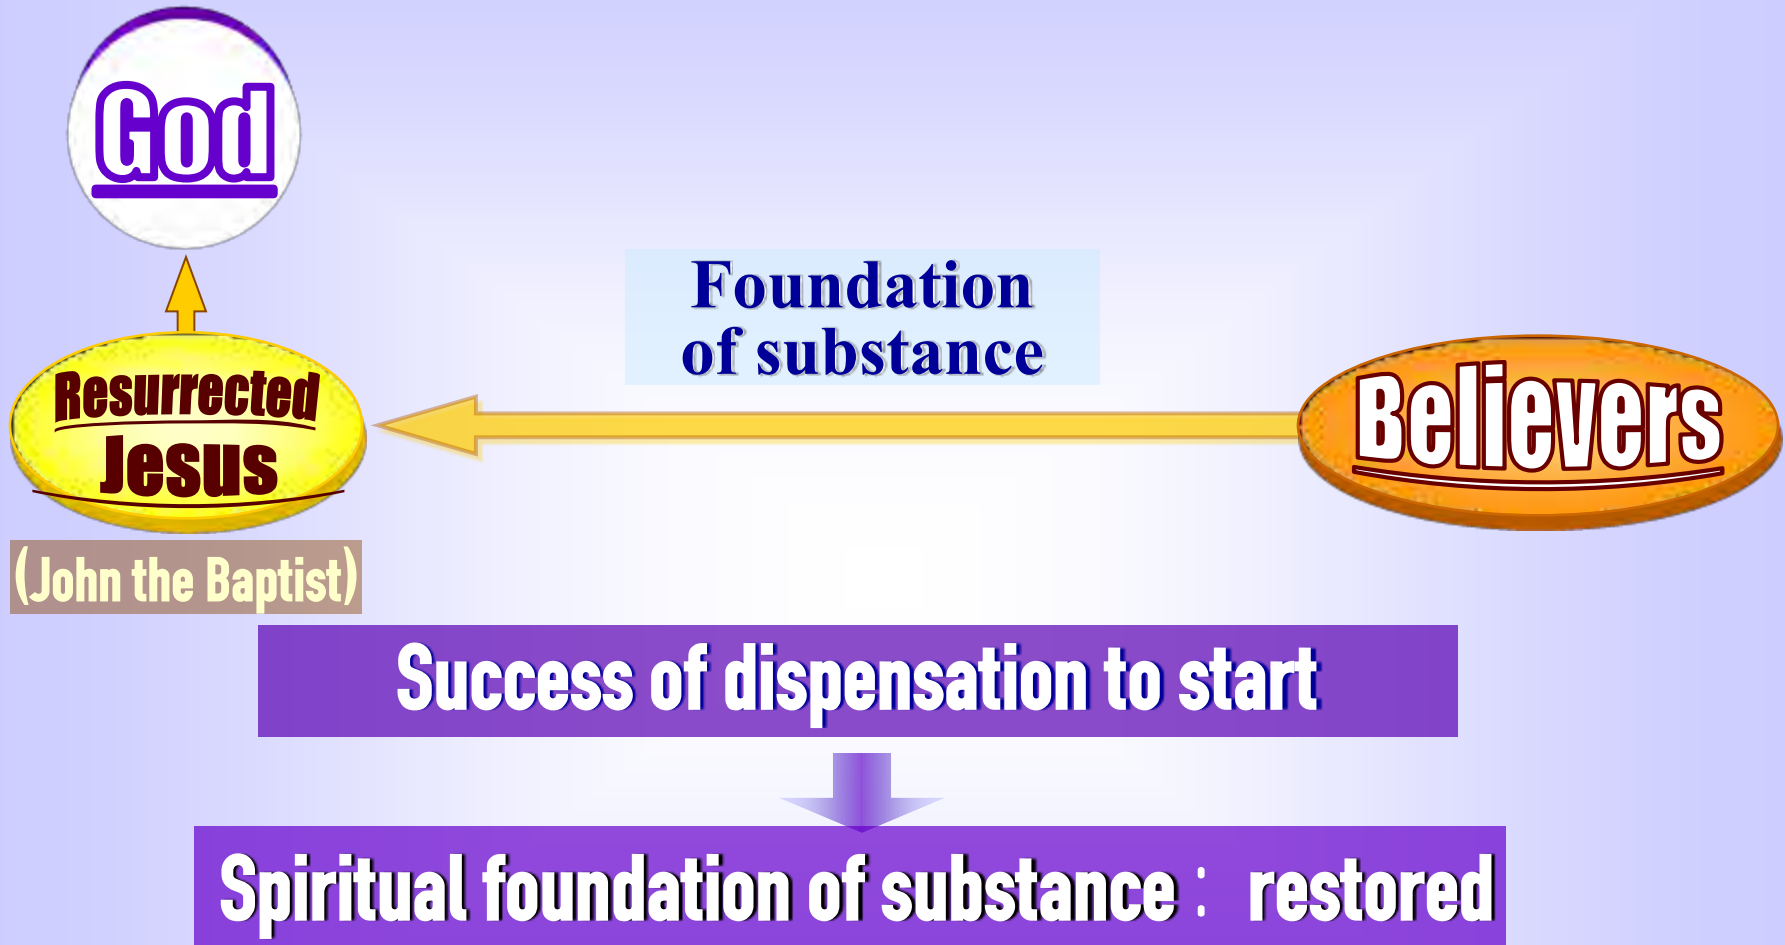 God
Foundation
of substance
Resurrected
Jesus
Believers
(John the Baptist)
Success of dispensation to start
Spiritual foundation of substance : restored